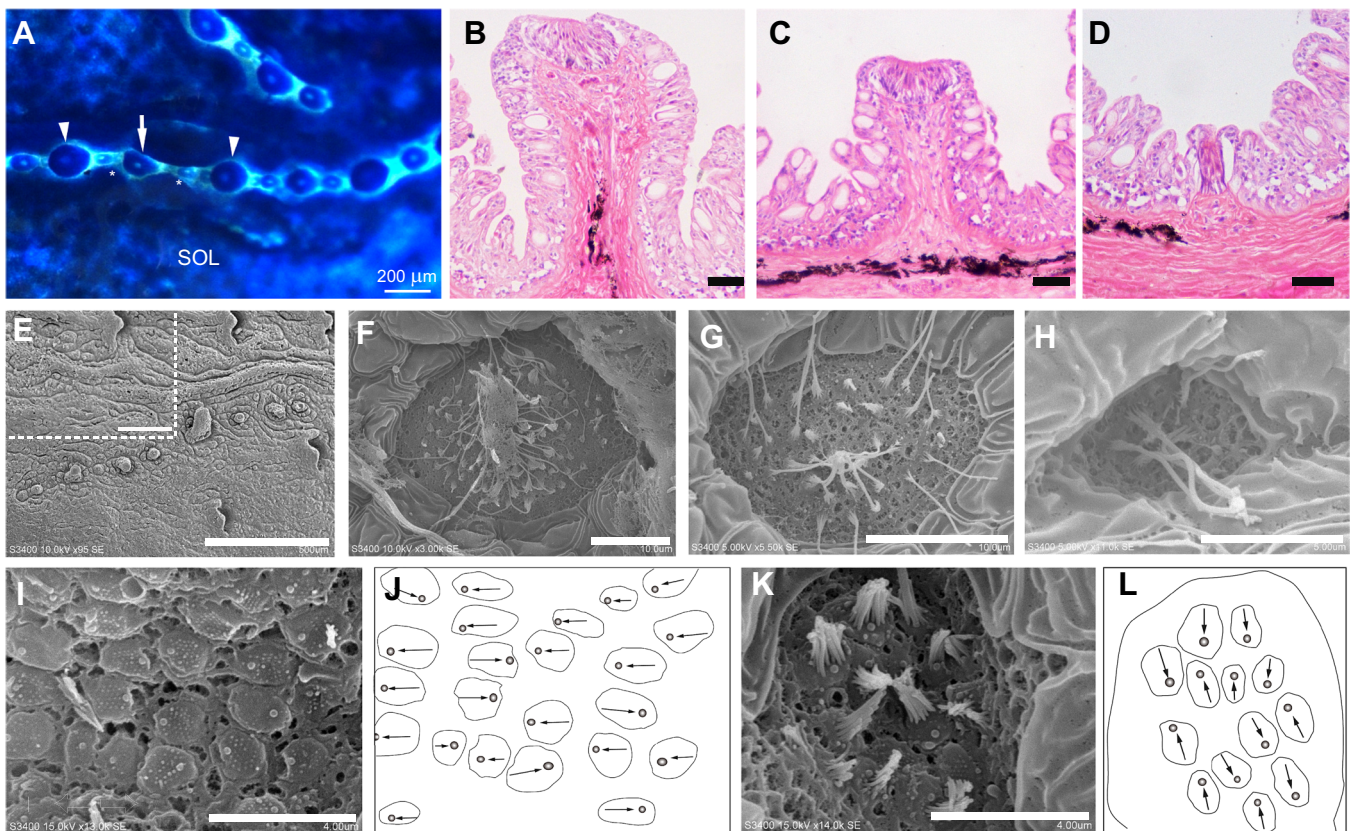 A
B
C
D
* *
SOL
200 µm
E
F
G
H
S3400 10.0kV x95 SE 500um
S3400 10.0kV x3.00k SE 10.0um
S3400 5.00kV x5.50k SE 10.0um
S3400 5.00kV x11.0k SE 5.00um
I
J
K
L
S3400 15.0kV x13.0k SE 4.00um
S3400 15.0kV x14.0k SE 4.00um